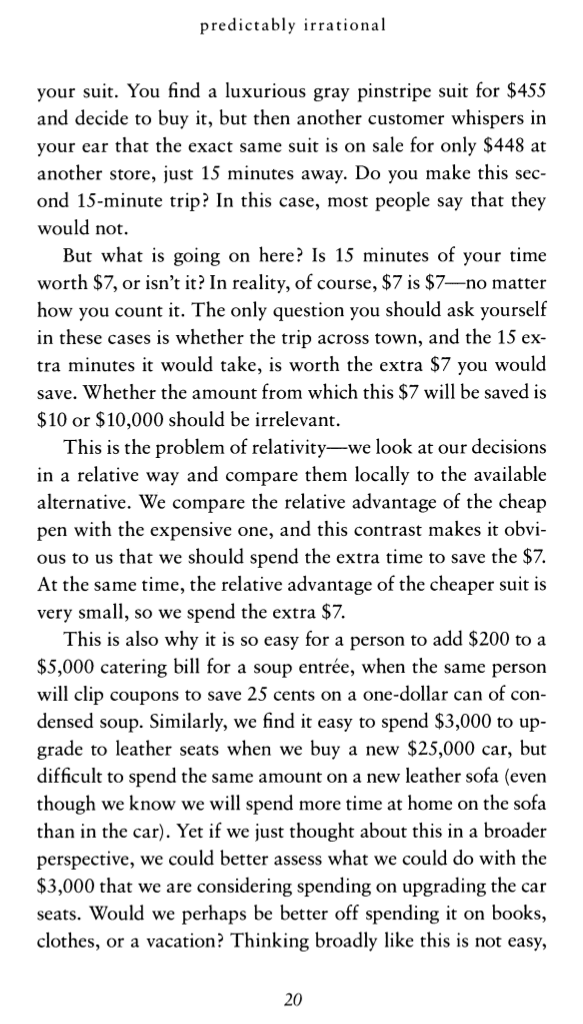 predictably irrational
your suit. You find a luxurious gray pinstripe suit for $455
and decide to buy it, but then another customer whispers in
your ear that the exact same suit is on sale for only $448 at
another store, just 15 minutes away. Do you make this sec-
ond 15-minute trip? In this case, most people say that they
would not.
But what is going on here? Is 15 minutes of your time
worth $7, or isn't it? In reality, of course, $7 is $7—no matter
how you count it. The only question you should ask yourself
in these cases is whether the trip across town, and the 15 ex-
tra minutes it would take, is worth the extra $7 you would
save. Whether the amount from which this $7 will be saved is
$10 or $10,000 should be irrelevant.
This is the problem of relativity—we look at our decisions
in a relative way and compare them locally to the available
alternative. We compare the relative advantage of the cheap
pen with the expensive one, and this contrast makes it obvi-
ous to us that we should spend the extra time to save the $7.
At the same time, the relative advantage of the cheaper suit is
very small, so we spend the extra $7.
This is also why it is so easy for a person to add $200 to a
$5,000 catering bill for a soup entrée, when the same person
will clip coupons to save 25 cents on a one-dollar can of con-
densed soup. Similarly, we find it easy to spend $3,000 to up-
grade to leather seats when we buy a new $25,000 car, but
difficult to spend the same amount on a new leather sofa (even
though we know we will spend more time at home on the sofa
than in the car). Yet if we just thought about this in a broader
perspective, we could better assess what we could do with the
$3,000 that we are considering spending on upgrading the car
seats. Would we perhaps be better off spending it on books,
clothes, or a vacation? Thinking broadly like this is not easy,
20